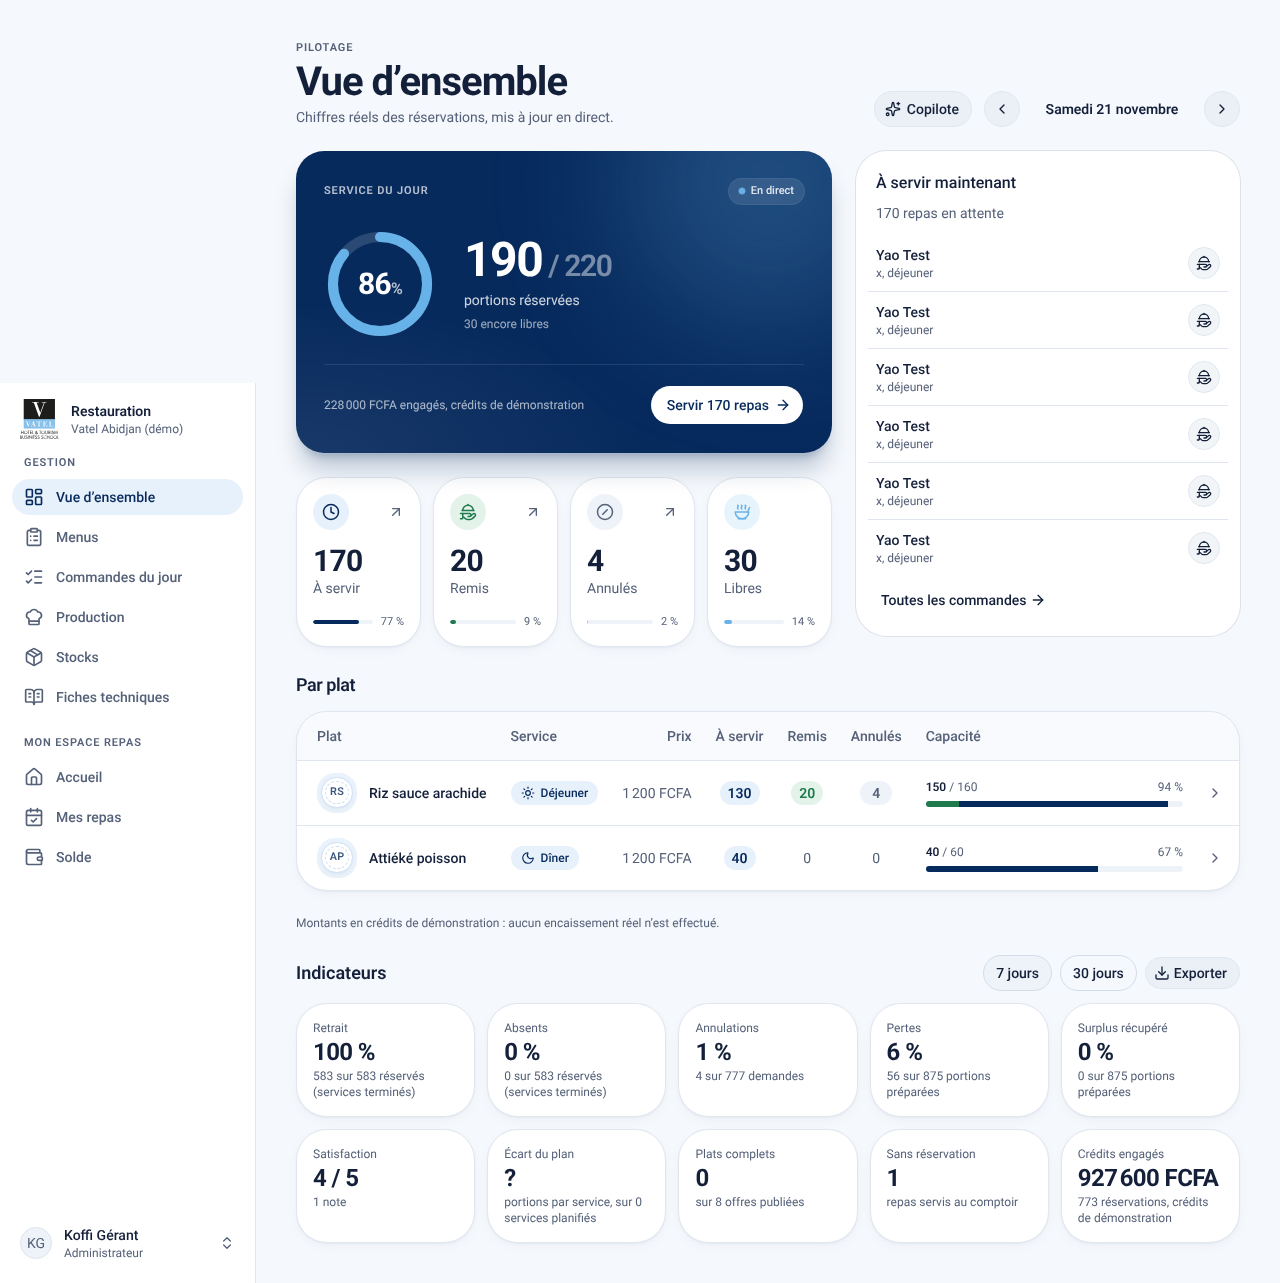 PILOTAGE
Vue d’ensemble
Chiffres réels des réservations, mis à jour en direct.
Copilote
Samedi 21 novembre
SERVICE DU JOUR
En direct
86%
190 / 220
portions réservées
30 encore libres
228 000 FCFA engagés, crédits de démonstration
Servir 170 repas
À servir maintenant
170 repas en attente
Yao Test
x, déjeuner
Yao Test
x, déjeuner
Yao Test
x, déjeuner
Yao Test
x, déjeuner
Yao Test
x, déjeuner
Yao Test
x, déjeuner
Toutes les commandes
170
À servir
77 %
20
Remis
9 %
4
Annulés
2 %
30
Libres
14 %
V
VATEL
HOTEL & TOURISM
BUSINESS SCHOOL
Restauration
Vatel Abidjan (démo)
GESTION
Vue d’ensemble
Menus
Commandes du jour
Production
Stocks
Fiches techniques
MON ESPACE REPAS
Accueil
Mes repas
Solde
KG
Koffi Gérant
Administrateur
Par plat
Plat Service Prix À servir Remis Annulés Capacité
RS Riz sauce arachide Déjeuner 1 200 FCFA 130 20 4 150 / 160 94 %
AP Attiéké poisson Dîner 1 200 FCFA 40 0 0 40 / 60 67 %
Montants en crédits de démonstration : aucun encaissement réel n’est effectué.
Indicateurs
7 jours
30 jours
Exporter
Retrait
100 %
583 sur 583 réservés
(services terminés)
Absents
0 %
0 sur 583 réservés
(services terminés)
Annulations
1 %
4 sur 777 demandes
Pertes
6 %
56 sur 875 portions
préparées
Surplus récupéré
0 %
0 sur 875 portions
préparées
Satisfaction
4 / 5
1 note
Écart du plan
?
portions par service, sur 0
services planifiés
Plats complets
0
sur 8 offres publiées
Sans réservation
1
repas servis au comptoir
Crédits engagés
927 600 FCFA
773 réservations, crédits
de démonstration